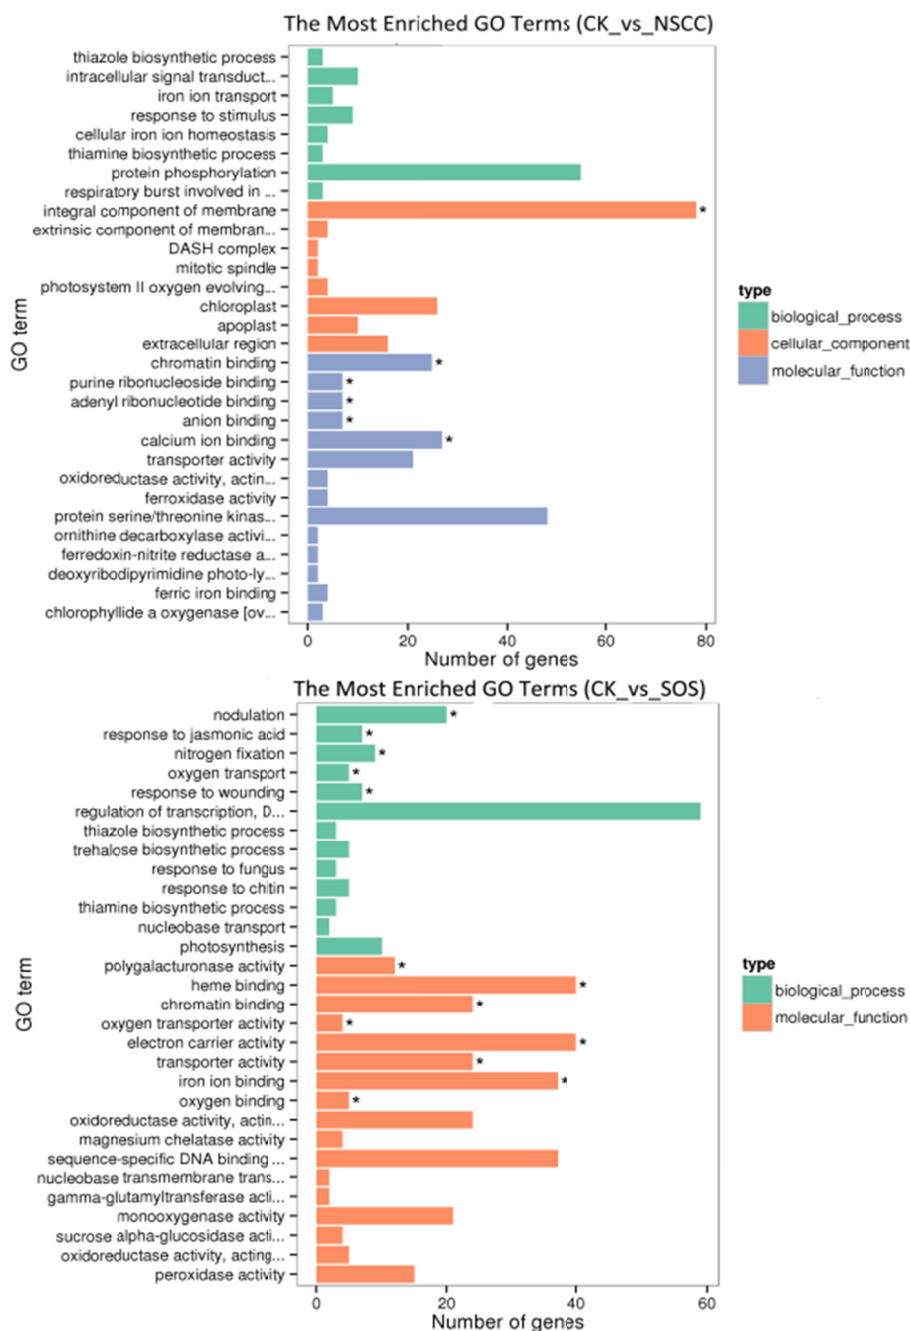 The Most Enriched GO Terms (CK_vs_NSCC)
thiazole biosynthetic process
intracellular signal transduct...
iron ion transport
response to stimulus
cellular iron ion homeostasis
thiamine biosynthetic process
protein phosphorylation
respiratory burst involved in ...
integral component of membrane
*
extrinsic component of membran...
DASH complex
mitotic spindle
photosystem II oxygen evolving...
chloroplast
apoplast
extracellular region
chromatin binding
*
purine ribonucleoside binding
*
adenyl ribonucleotide binding
*
anion binding
*
calcium ion binding
*
transporter activity
oxidoreductase activity, actin...
ferroxidase activity
protein serine/threonine kinas...
ornithine decarboxylase activi...
ferredoxin-nitrite reductase a...
deoxyribodipyrimidine photo-ly...
ferric iron binding
chlorophyllide a oxygenase [ov...
GO term
0 20 40 60 80
Number of genes
type
biological_process
cellular_component
molecular_function
The Most Enriched GO Terms (CK_vs_SOS)
nodulation
*
response to jasmonic acid
*
nitrogen fixation
*
oxygen transport
*
response to wounding
*
regulation of transcription, D...
thiazole biosynthetic process
trehalose biosynthetic process
response to fungus
response to chitin
thiamine biosynthetic process
nucleobase transport
photosynthesis
polygalacturonase activity
*
heme binding
*
chromatin binding
*
oxygen transporter activity
*
electron carrier activity
*
transporter activity
*
iron ion binding
*
oxygen binding
*
oxidoreductase activity, actin...
magnesium chelatase activity
sequence-specific DNA binding ...
nucleobase transmembrane trans...
gamma-glutamyltransferase acti...
monooxygenase activity
sucrose alpha-glucosidase acti...
oxidoreductase activity, acting...
peroxidase activity
GO term
0 20 40 60
Number of genes
type
biological_process
molecular_function